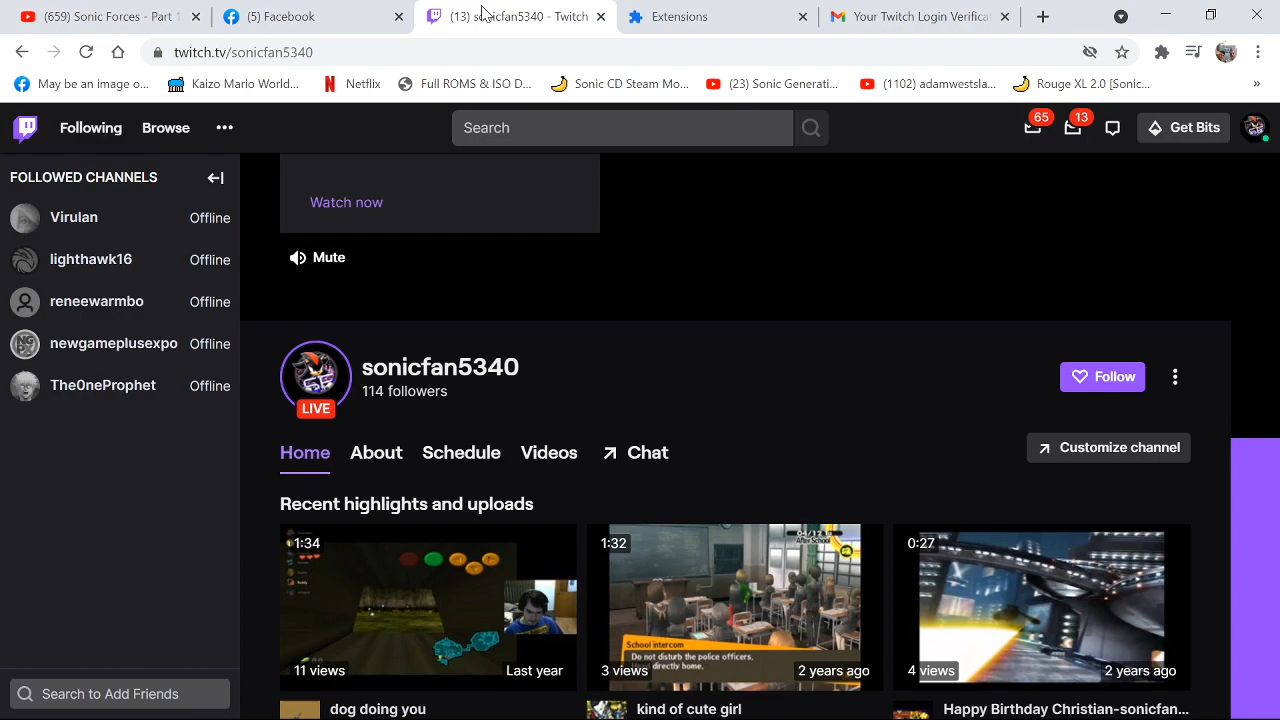 (659) Sonic Forces - Part 1
(5) Facebook
sonicfan5340 - Twitch
Extensions
Your Twitch Login Verifica
twitch.tv/sonicfan5340
May be an image o...
Kaizo Mario World...
Netflix
Full ROMS & ISO D...
Sonic CD Steam Mo...
(23) Sonic Generati...
(1102) adamwestsla...
Rouge XL 2.0 [Sonic...
»
Following
Browse
Search
65
13
Get Bits
FOLLOWED CHANNELS
Virulan Offline
lighthawk16 Offline
reneewarmbo Offline
newgameplusexpo Offline
The0neProphet Offline
Search to Add Friends
Watch now
Mute
LIVE
sonicfan5340
114 followers
Follow
Home
About
Schedule
Videos
Chat
Customize channel
Recent highlights and uploads
1:34
11 views
Last year
dog doing you
1:32
After School
School intercom
Do not disturb the police officers.
directly home.
3 views
2 years ago
kind of cute girl
0:27
4 views
2 years ago
Happy Birthday Christian-sonicfan...